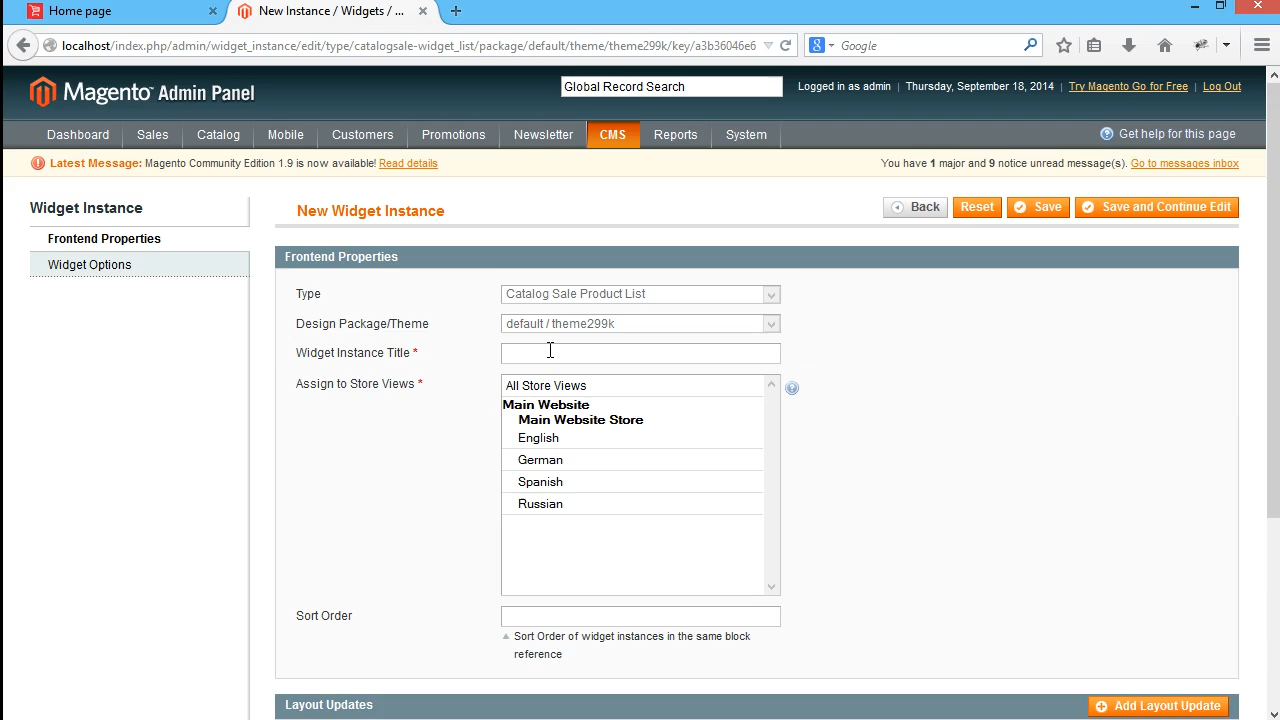 Home page
New Instance / Widgets / ...
localhost/index.php/admin/widget_instance/edit/type/catalogsale-widget_list/package/default/theme/theme299k/key/a3b36046e6
Google
Magento Admin Panel
Global Record Search
Logged in as admin | Thursday, September 18, 2014 | Try Magento Go for Free | Log Out
Dashboard Sales Catalog Mobile Customers Promotions Newsletter CMS Reports System
Get help for this page
Latest Message: Magento Community Edition 1.9 is now available! Read details
You have 1 major and 9 notice unread message(s). Go to messages inbox
Widget Instance
Frontend Properties
Widget Options
New Widget Instance
Back Reset Save Save and Continue Edit
Frontend Properties
Type
Catalog Sale Product List
Design Package/Theme
default / theme299k
Widget Instance Title *
Assign to Store Views *
All Store Views
Main Website
Main Website Store
English
German
Spanish
Russian
Sort Order
Sort Order of widget instances in the same block
reference
Layout Updates
Add Layout Update